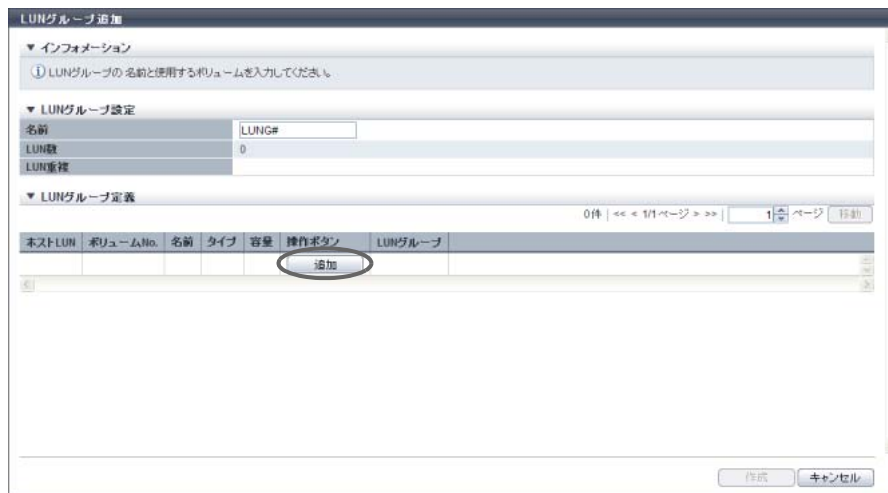 LUNグループ追加
▼ インフォメーション
LUNグループの 名前と使用するボリュームを入力してください。
▼ LUNグループ設定
名前 LUNG#
LUN数 0
LUN重複
▼ LUNグループ定義
0件 | << < 1/1 ページ > >> | 1 ページ 移動
ホストLUN ボリュームNo. 名前 タイプ 容量 操作ボタン LUNグループ
追加
作成 キャンセル